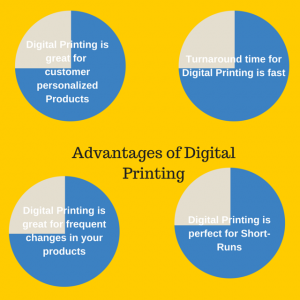 Digital Printing is
great for
customer
personalized
Products
Turnaround time for
Digital Printing is fast
Advantages of Digital
Printing
Digital Printing is
great for frequent
changes in your
products
Digital Printing is
perfect for Short-
Runs